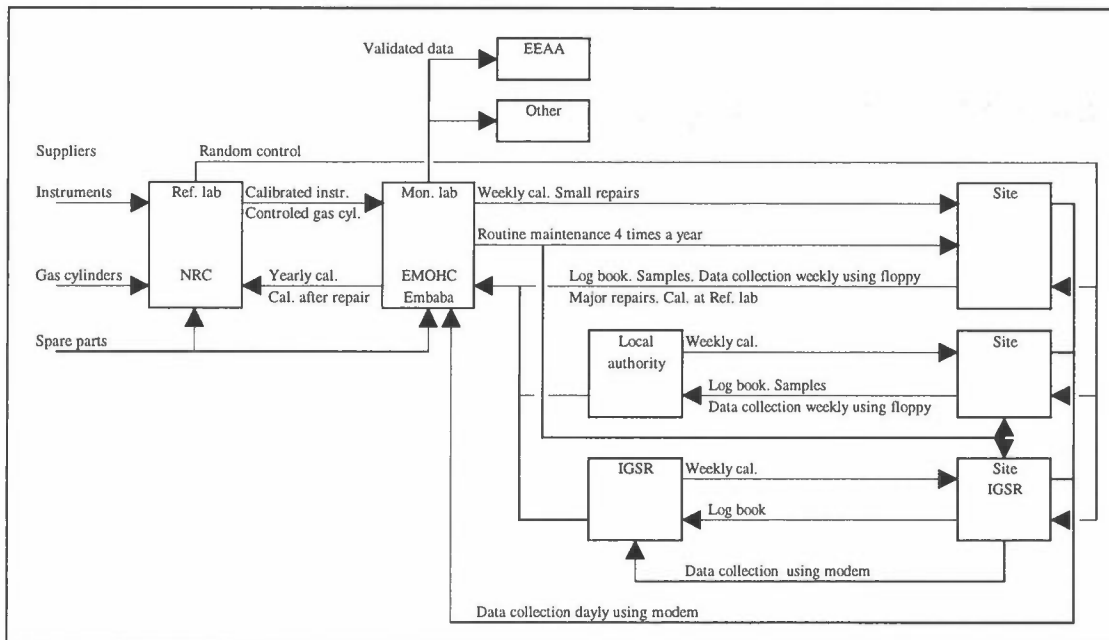 Validated data
EEAA
Other
Suppliers
Random control
Instruments
Ref. lab
Calibrated instr.
Controled gas cyl.
Mon. lab
Weekly cal. Small repairs
Site
Routine maintenance 4 times a year
Gas cylinders
NRC
Yearly cal.
Cal. after repair
EMOHC
Embaba
Log book. Samples. Data collection weekly using floppy
Major repairs. Cal. at Ref. lab
Spare parts
Local
authority
Weekly cal.
Site
Log book. Samples
Data collection weekly using floppy
IGSR
Weekly cal.
Site
IGSR
Log book
Data collection using modem
Data collection dayly using modem